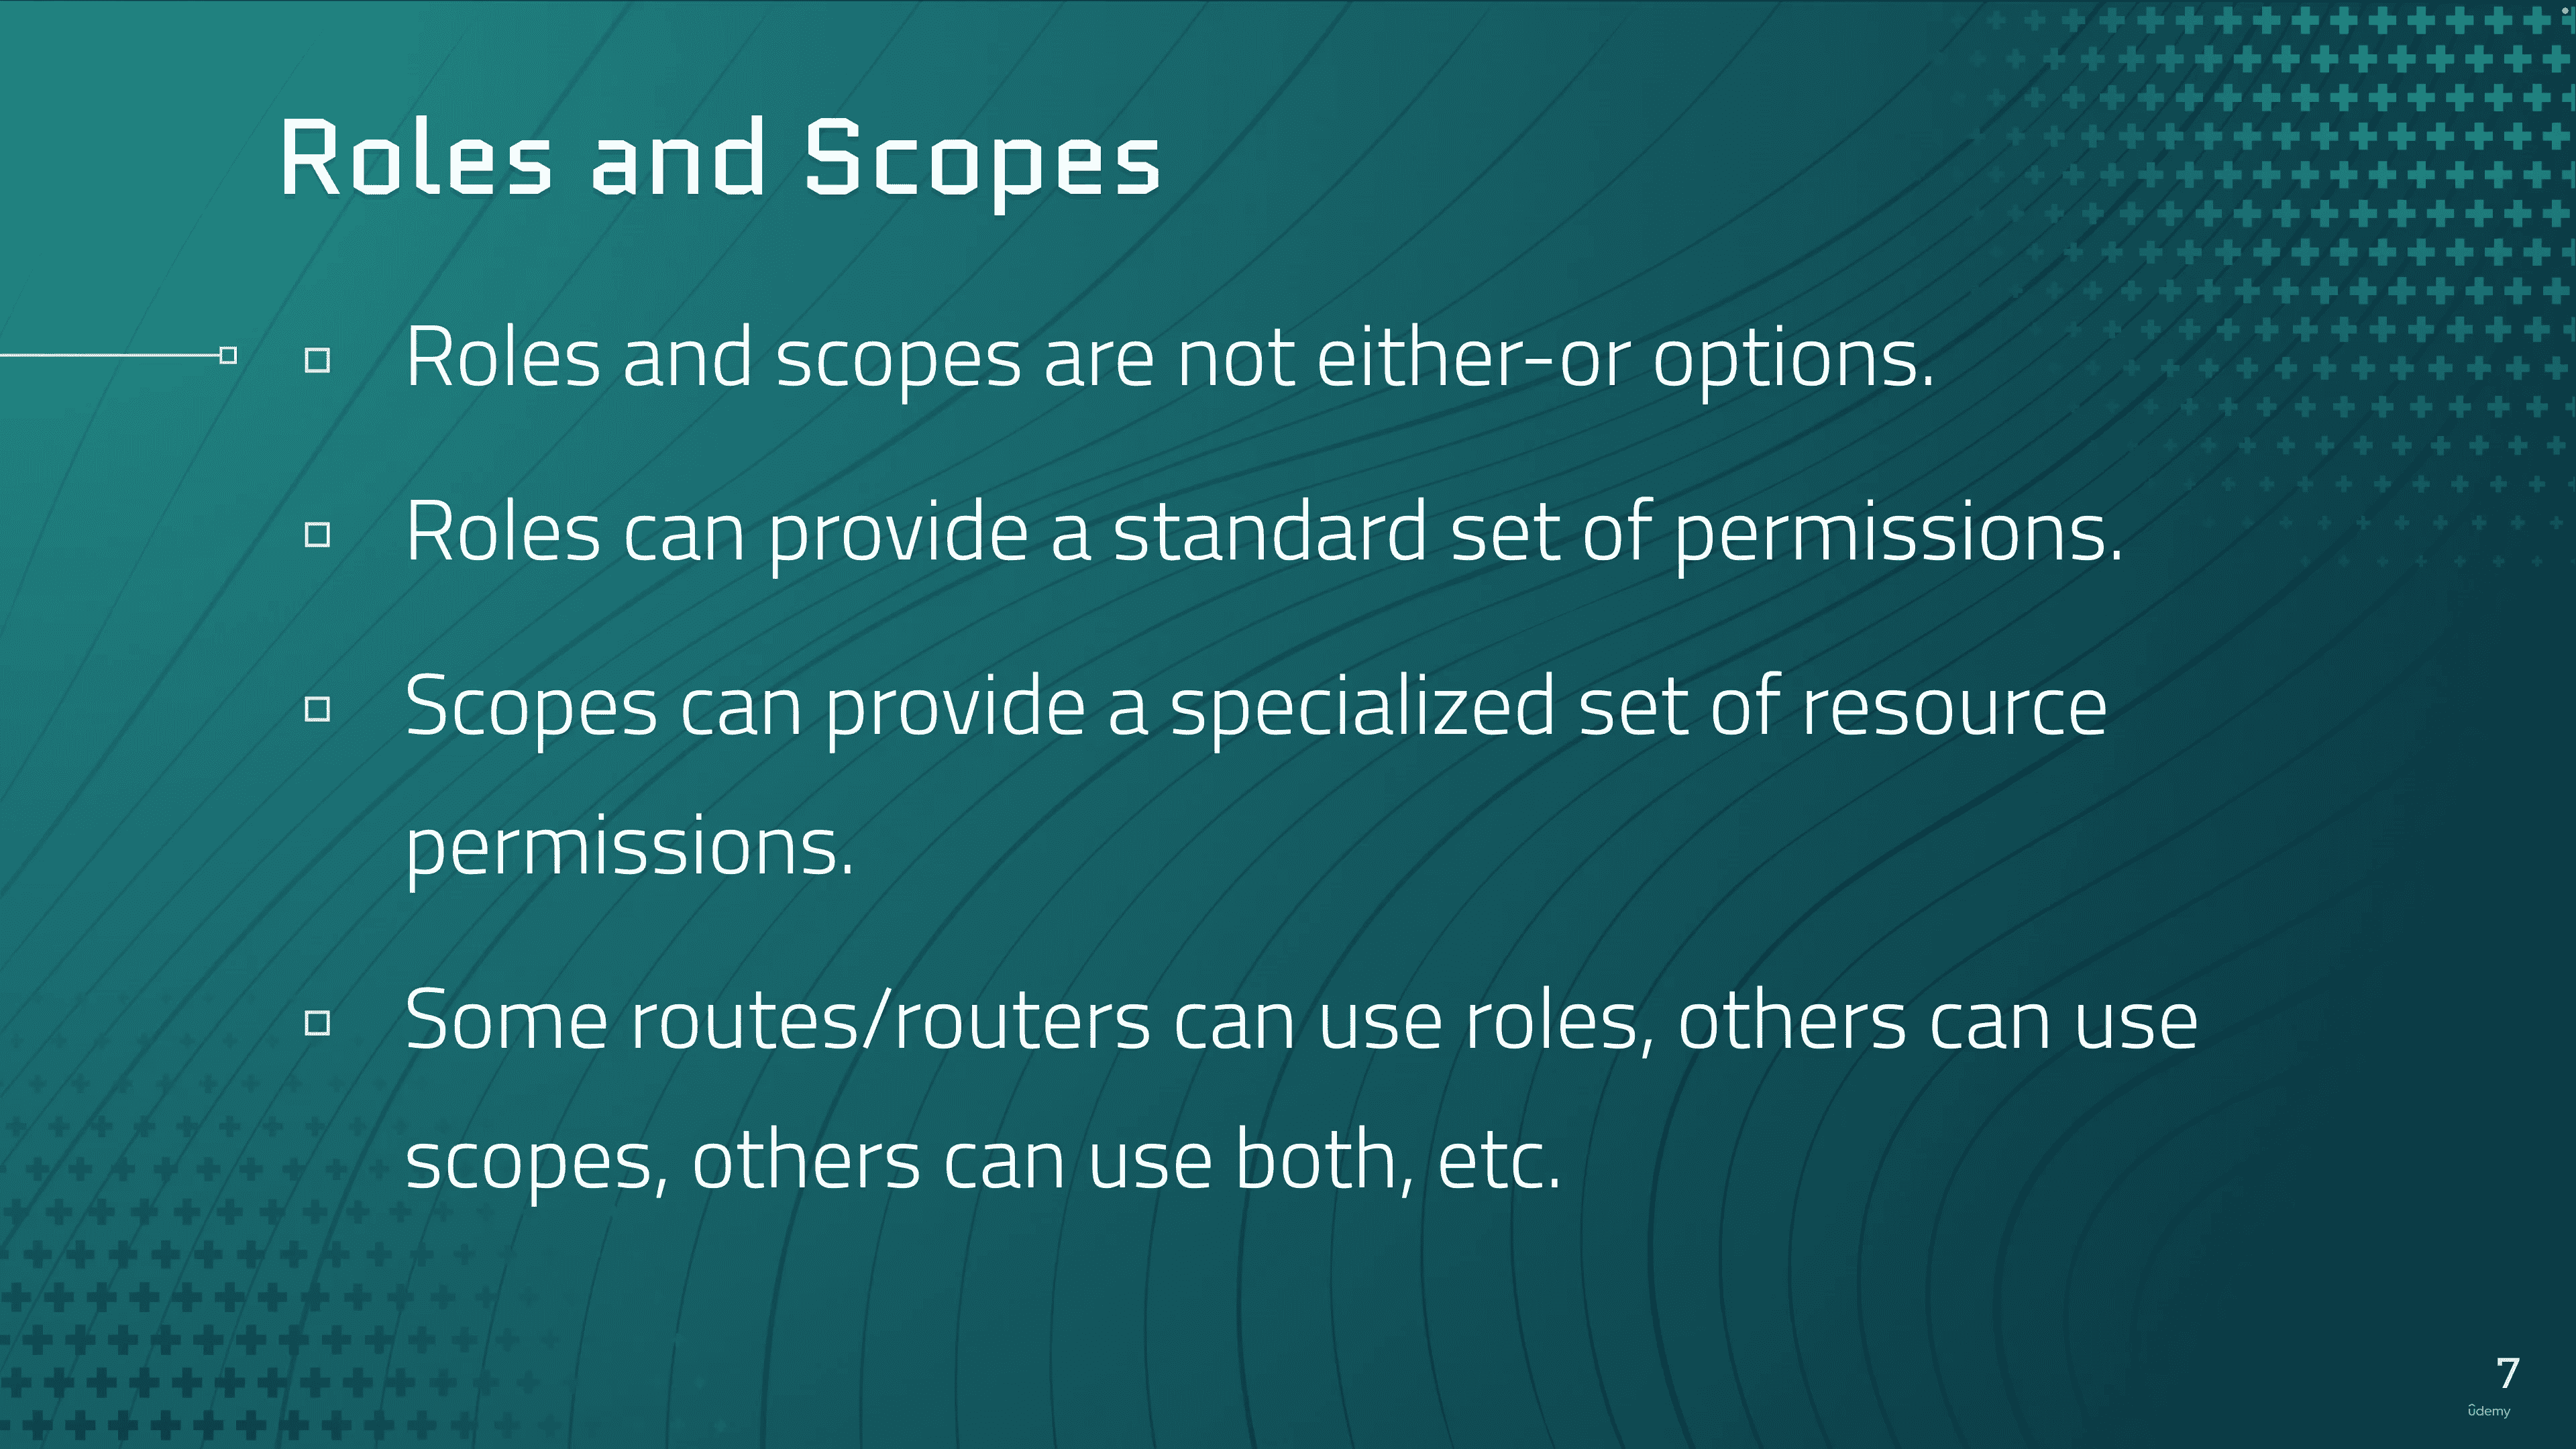 Roles and Scopes
Roles and scopes are not either-or options.
Roles can provide a standard set of permissions.
Scopes can provide a specialized set of resource
permissions.
Some routes/routers can use roles, others can use
scopes, others can use both, etc.
7
ûdemy